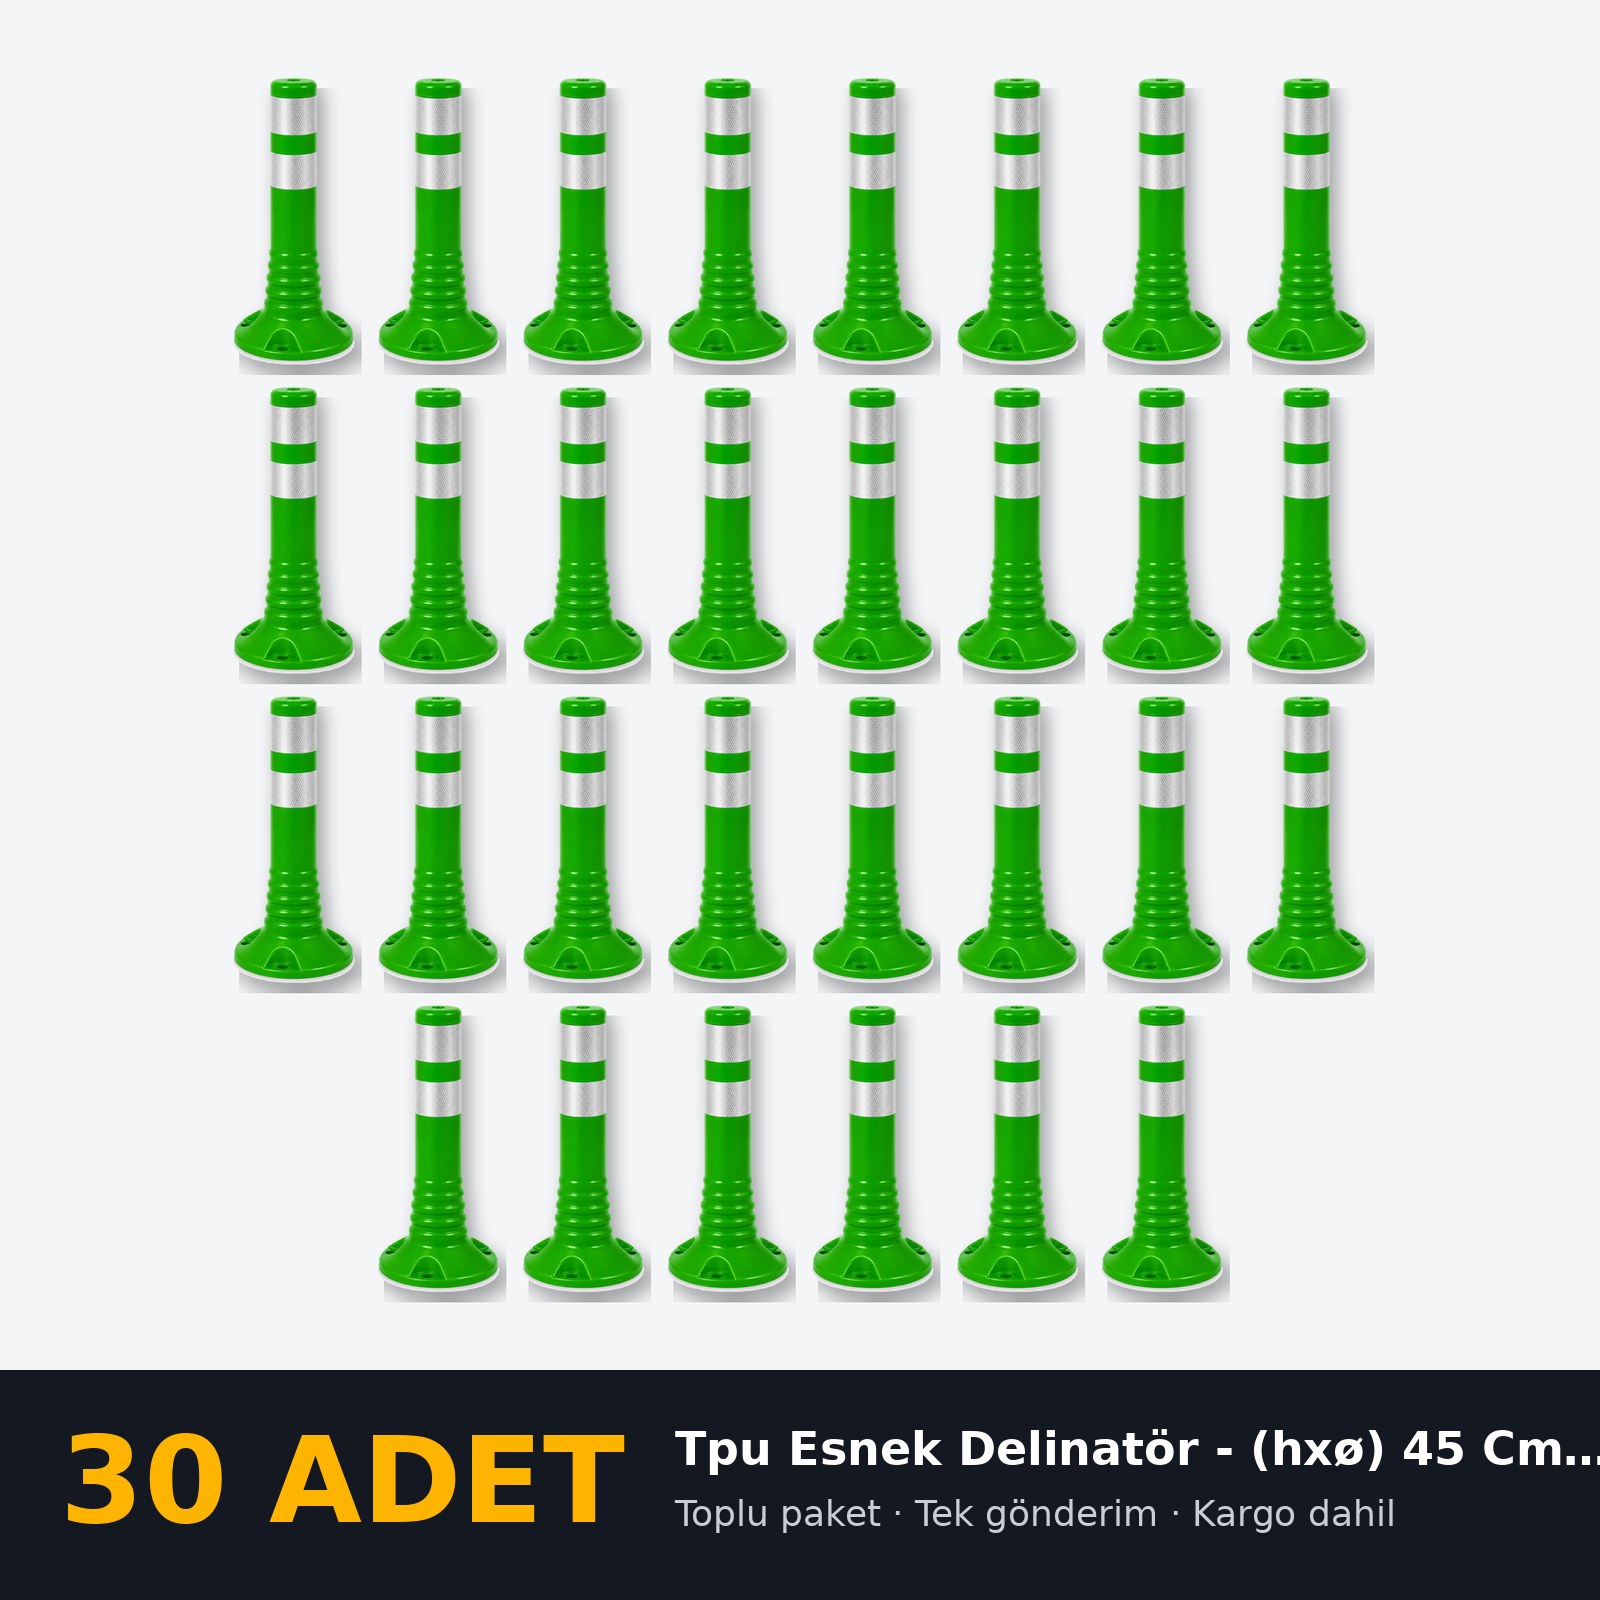 30 ADET
Tpu Esnek Delinatör - (hxø) 45 Cm...
Toplu paket · Tek gönderim · Kargo dahil